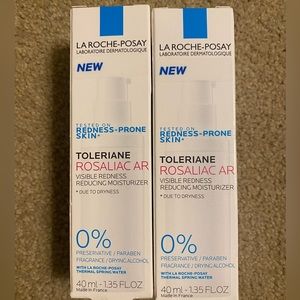 LA ROCHE-POSAY
LABORATOIRE DERMATOLOGIQUE
NEW
TESTED ON
REDNESS-PRONE
SKIN*
TOLERIANE
ROSALIAC AR
VISIBLE REDNESS
REDUCING MOISTURIZER
* DUE TO DRYNESS
0%
PRESERVATIVE / PARABEN
FRAGRANCE / DRYING ALCOHOL
WITH LA ROCHE-POSAY
THERMAL SPRING WATER
40 ml - 1.35 FL.OZ
Made in France
LA ROCHE-POSAY
LABORATOIRE DERMATOLOGIQUE
NEW
TESTED ON
REDNESS-PRONE
SKIN*
TOLERIANE
ROSALIAC AR
VISIBLE REDNESS
REDUCING MOISTURIZER
* DUE TO DRYNESS
0%
PRESERVATIVE / PARABEN
FRAGRANCE / DRYING ALCOHOL
WITH LA ROCHE-POSAY
THERMAL SPRING WATER
40 ml - 1.35 FL.OZ
Made in France